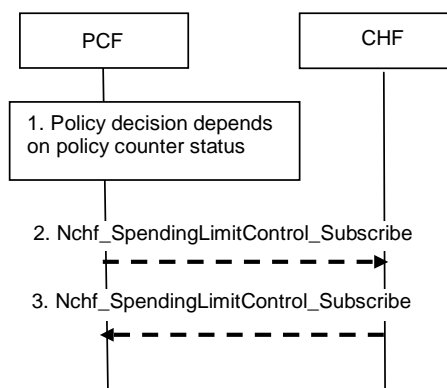 PCF
CHF
1. Policy decision depends
on policy counter status
2. Nchf_SpendingLimitControl_Subscribe
3. Nchf_SpendingLimitControl_Subscribe